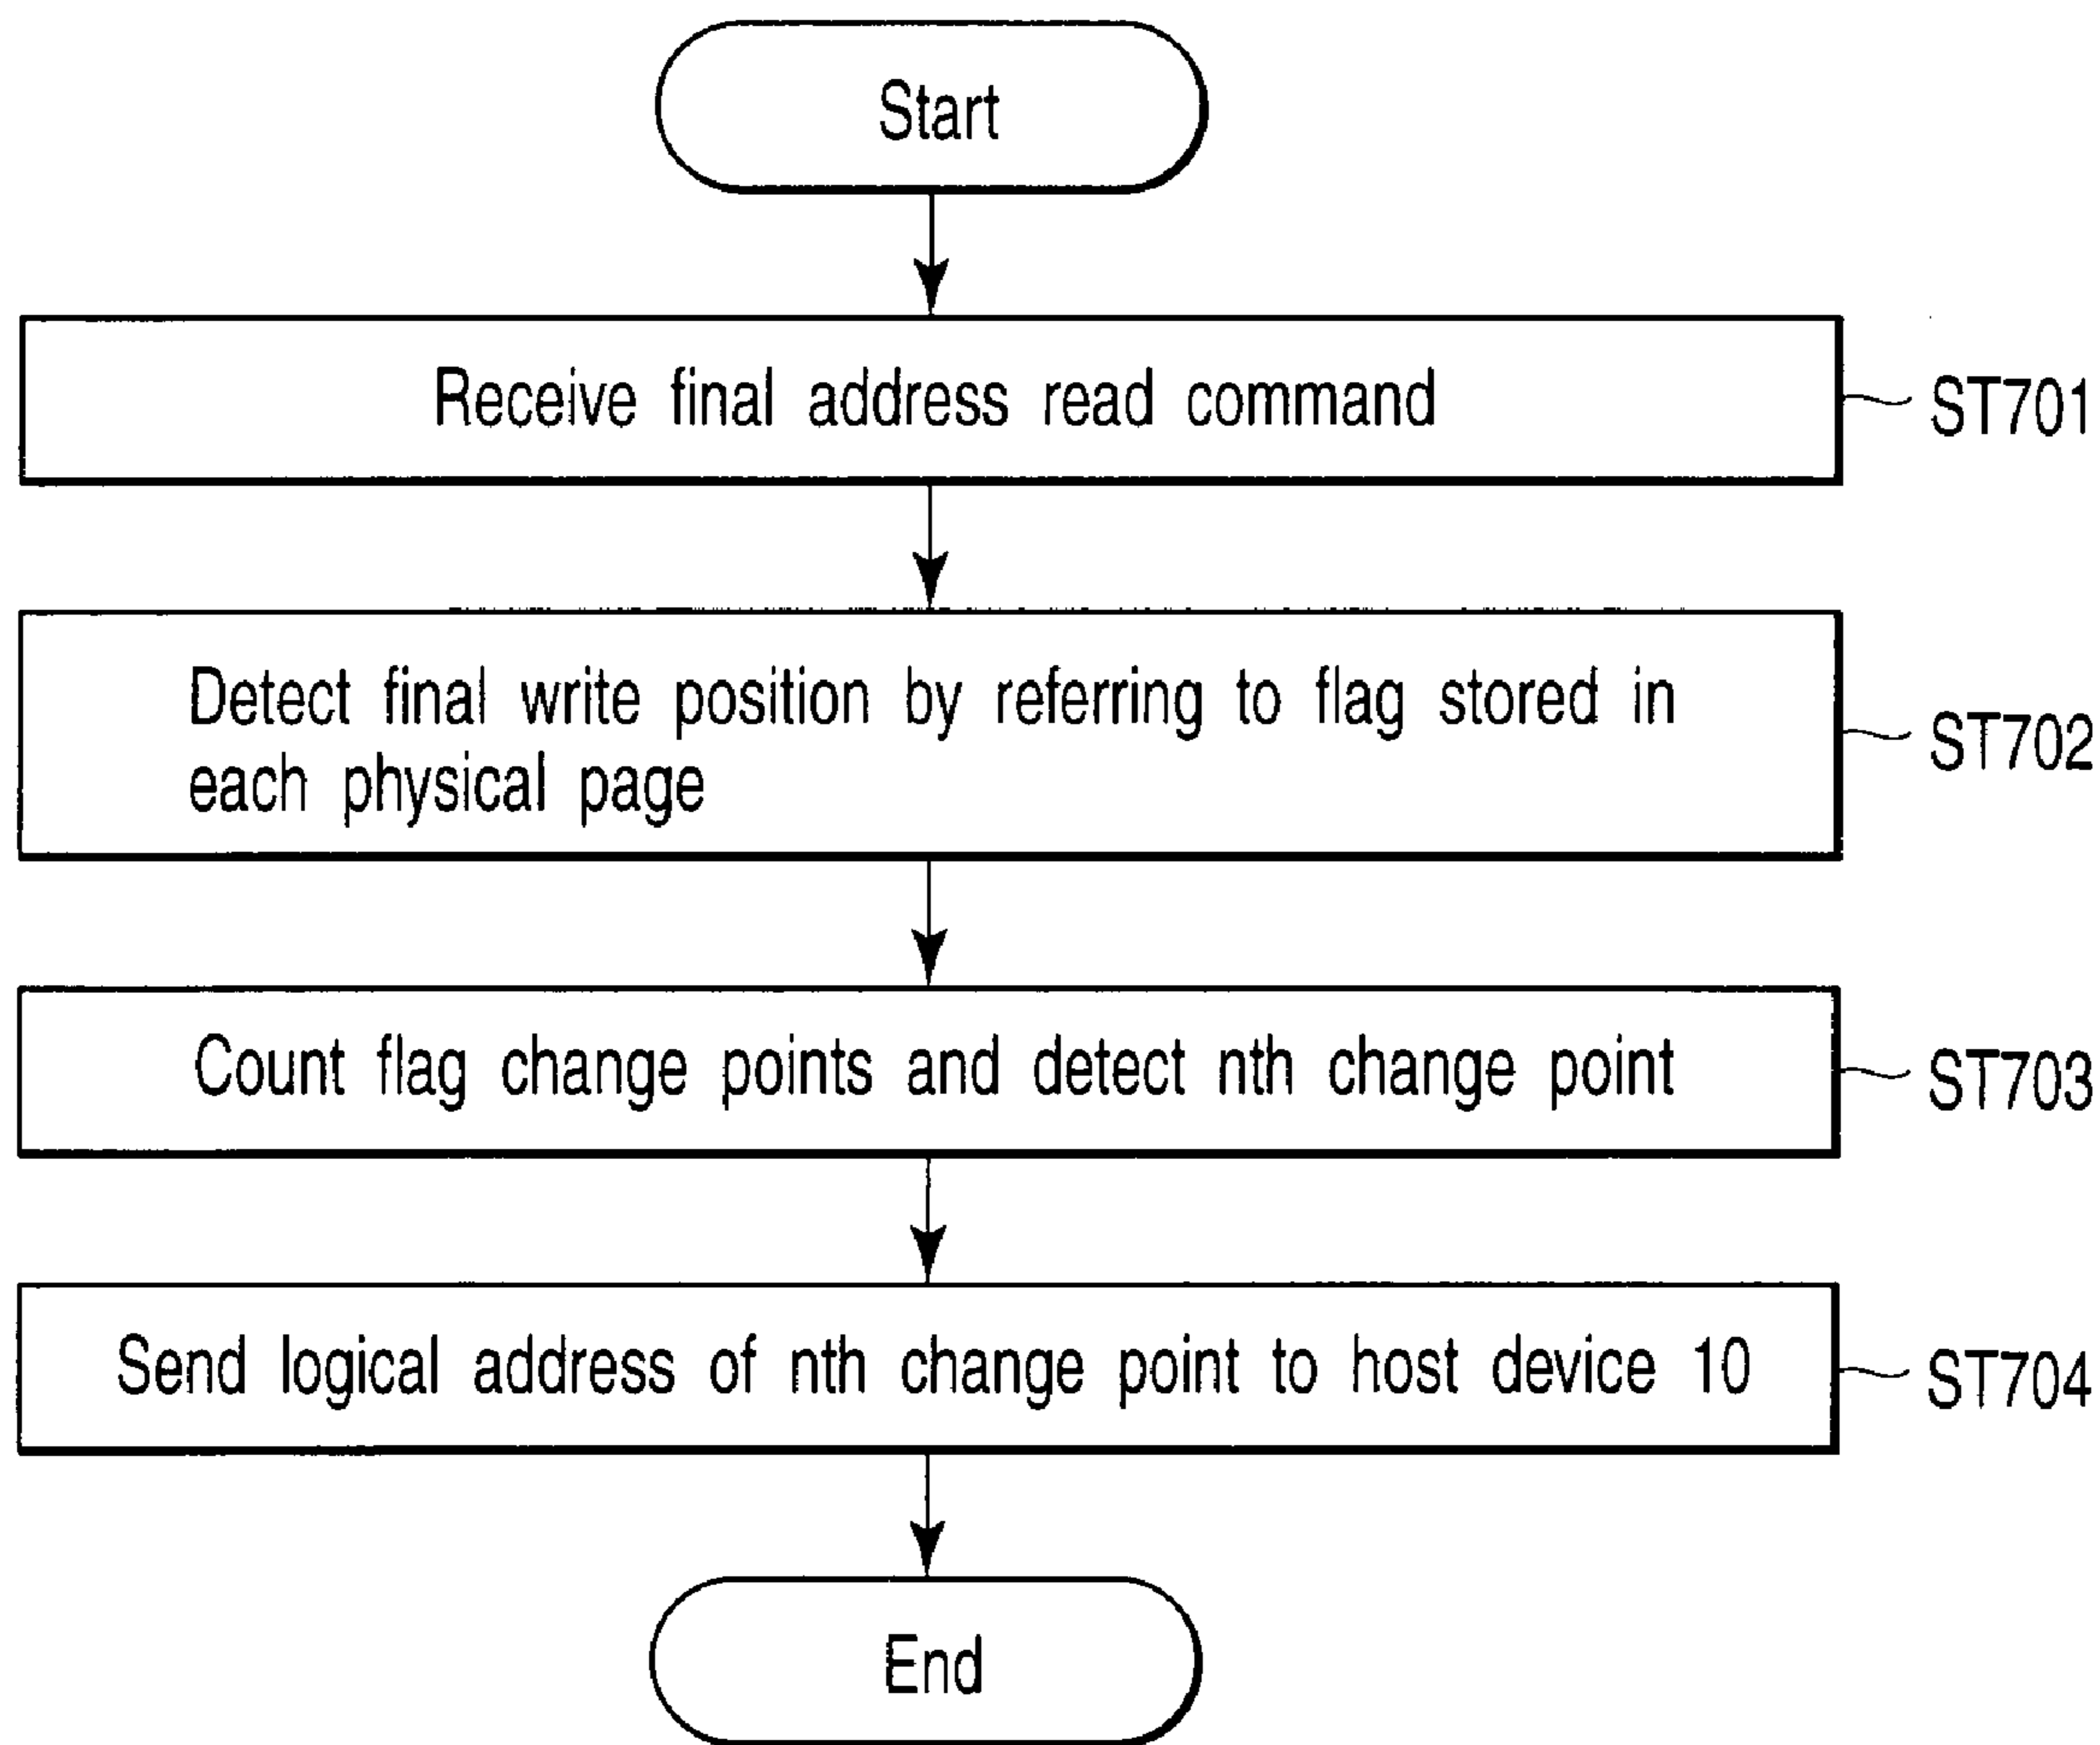 Start
Receive final address read command
ST701
Detect final write position by referring to flag stored in
each physical page
ST702
Count flag change points and detect nth change point
ST703
Send logical address of nth change point to host device 10
ST704
End